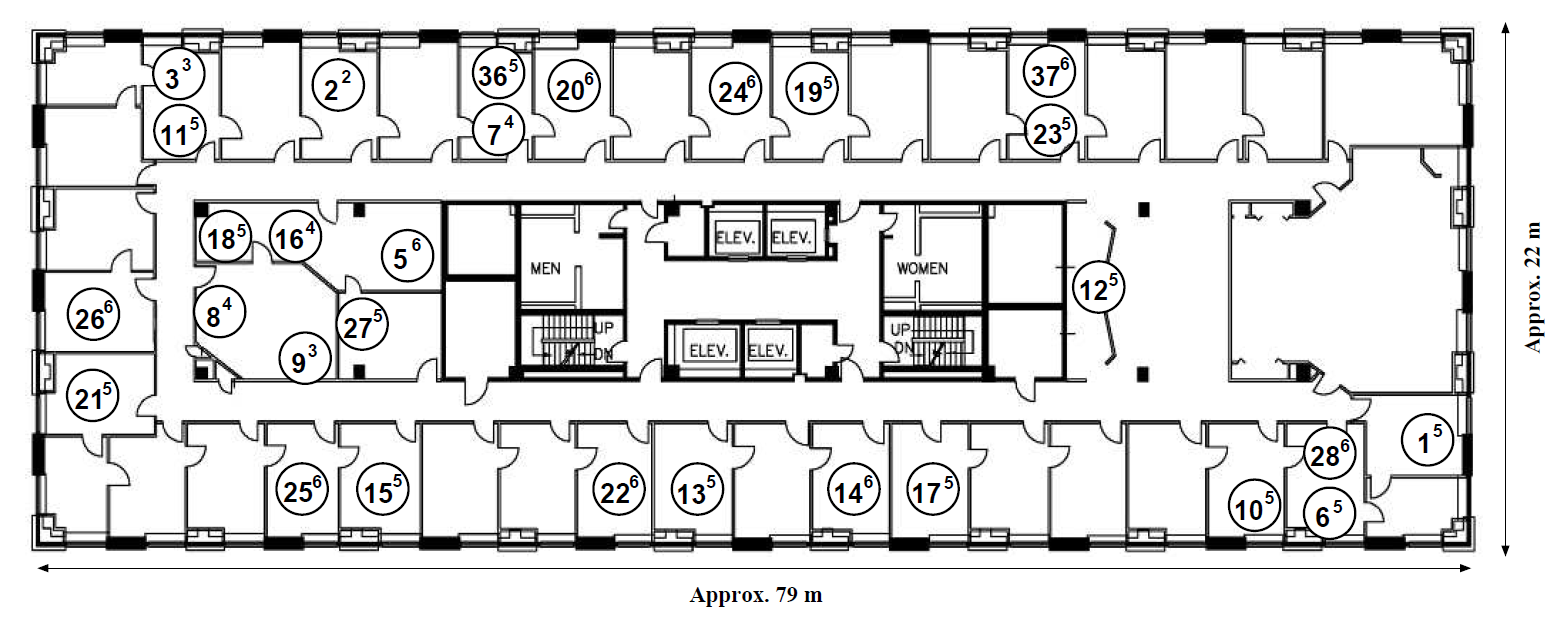 3³
36⁵
37⁶
2²
20⁶
24⁶
19⁵
11⁵
7⁴
23⁵
18⁵
16⁴
5⁶
ELEV.
ELEV.
MEN
WOMEN
12⁵
Approx. 22 m
8⁴
26⁶
27⁵
UP
DN
UP
DN
ELEV.
ELEV.
9³
21⁵
1⁵
28⁶
25⁶
15⁵
22⁶
13⁵
14⁶
17⁵
10⁵
6⁵
Approx. 79 m